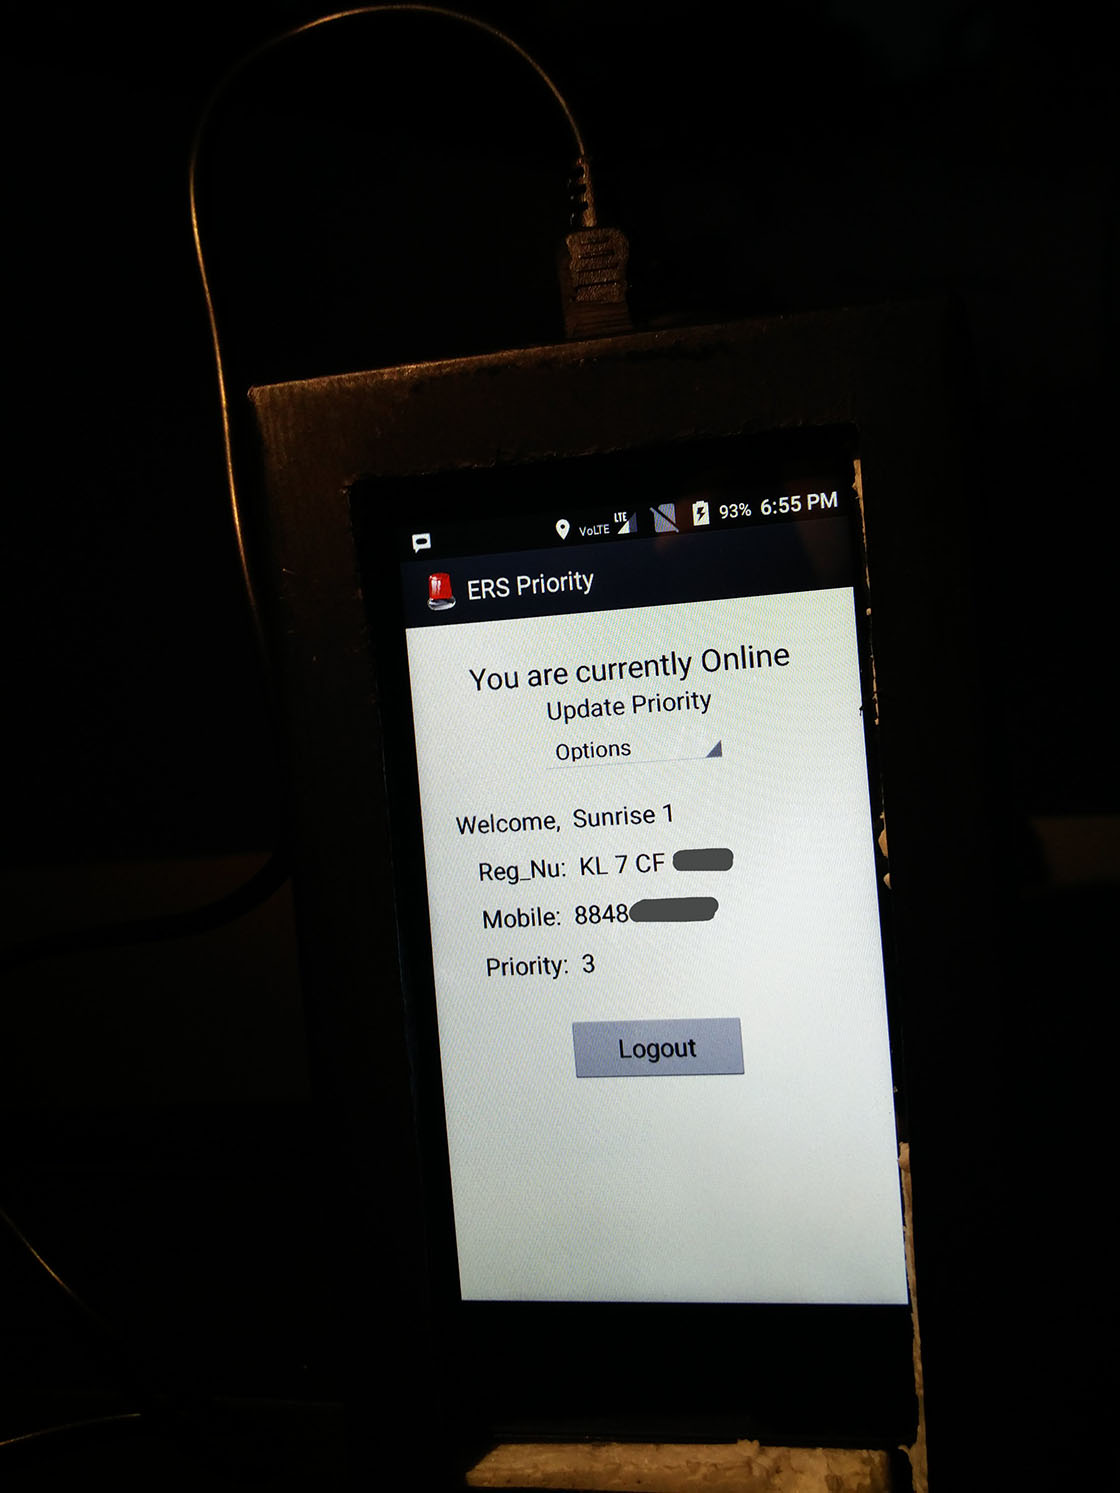 VoLTE LTE 93% 6:55 PM
ERS Priority
You are currently Online
Update Priority
Options
Welcome, Sunrise 1
Reg_Nu: KL 7 CF
Mobile: 8848
Priority: 3
Logout